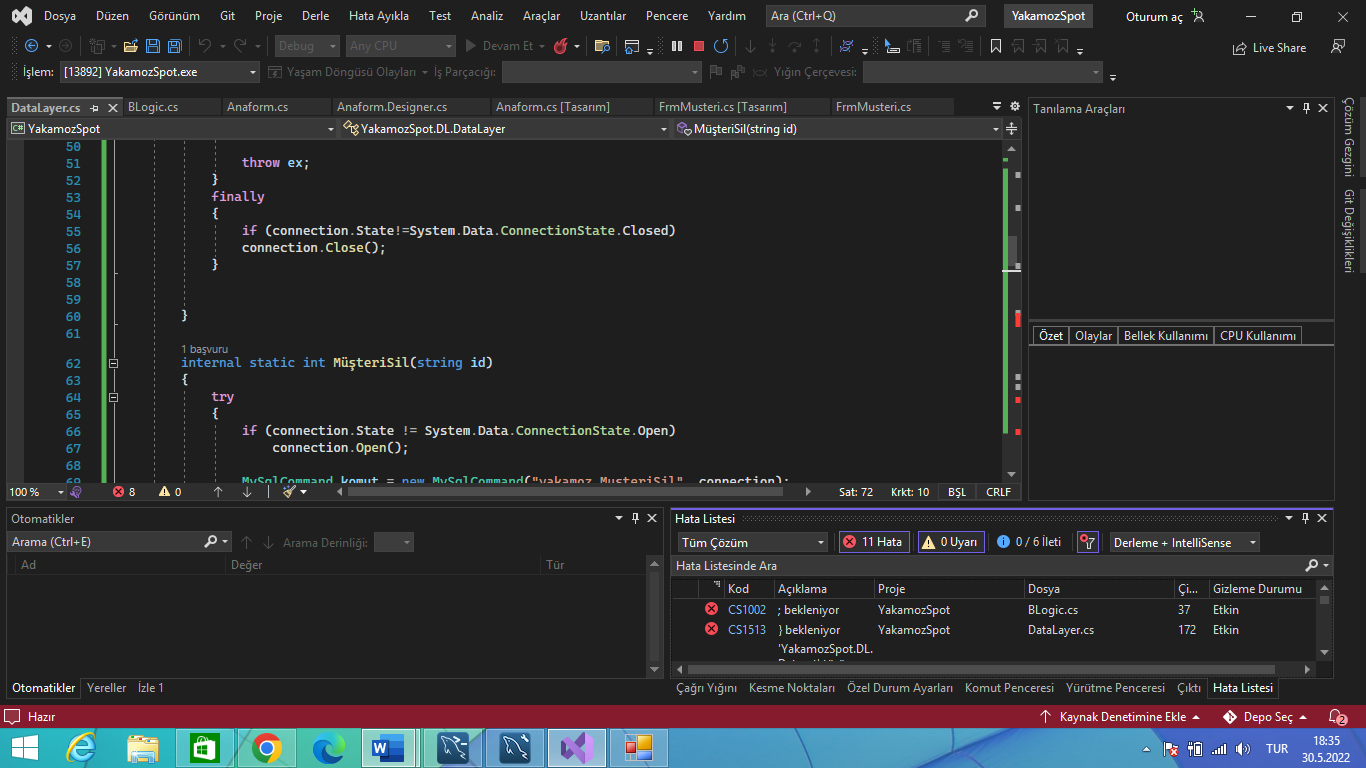 Dosya Düzen Görünüm Git Proje Derle Hata Ayıkla Test Analiz Araçlar Uzantılar Pencere Yardım Ara (Ctrl+Q) YakamozSpot Oturum aç
Debug Any CPU Devam Et Live Share
İşlem: [13892] YakamozSpot.exe Yaşam Döngüsü Olayları İş Parçacığı: Yığın Çerçevesi:
DataLayer.cs BLogic.cs Anaform.cs Anaform.Designer.cs Anaform.cs [Tasarım] FrmMusteri.cs [Tasarım] FrmMusteri.cs
YakamozSpot YakamozSpot.DL.DataLayer MüşteriSil(string id)
50
51 throw ex;
52 }
53 finally
54 {
55 if (connection.State!=System.Data.ConnectionState.Closed)
56 connection.Close();
57 }
58
59
60 }
61
1 başvuru
62 internal static int MüşteriSil(string id)
63 {
64 try
65 {
66 if (connection.State != System.Data.ConnectionState.Open)
67 connection.Open();
68
69 MySqlCommand komut = new MySqlCommand("yakamoz_MusteriSil", connection);
100 % 8 0 Sat: 72 Krkt: 10 BŞL CRLF
Tanılama Araçları
Özet Olaylar Bellek Kullanımı CPU Kullanımı
Çözüm Gezgini
Git Değişiklikleri
Otomatikler
Arama (Ctrl+E) Arama Derinliği:
Ad Değer Tür
Otomatikler Yereller İzle 1
Hata Listesi
Tüm Çözüm 11 Hata 0 Uyarı 0 / 6 İleti Derleme + IntelliSense
Hata Listesinde Ara
Kod Açıklama Proje Dosya Çi... Gizleme Durumu
CS1002 ; bekleniyor YakamozSpot BLogic.cs 37 Etkin
CS1513 } bekleniyor YakamozSpot DataLayer.cs 172 Etkin
'YakamozSpot.DL.
Çağrı Yığını Kesme Noktaları Özel Durum Ayarları Komut Penceresi Yürütme Penceresi Çıktı Hata Listesi
Hazır Kaynak Denetimine Ekle Depo Seç 2
TUR 18:35
30.5.2022